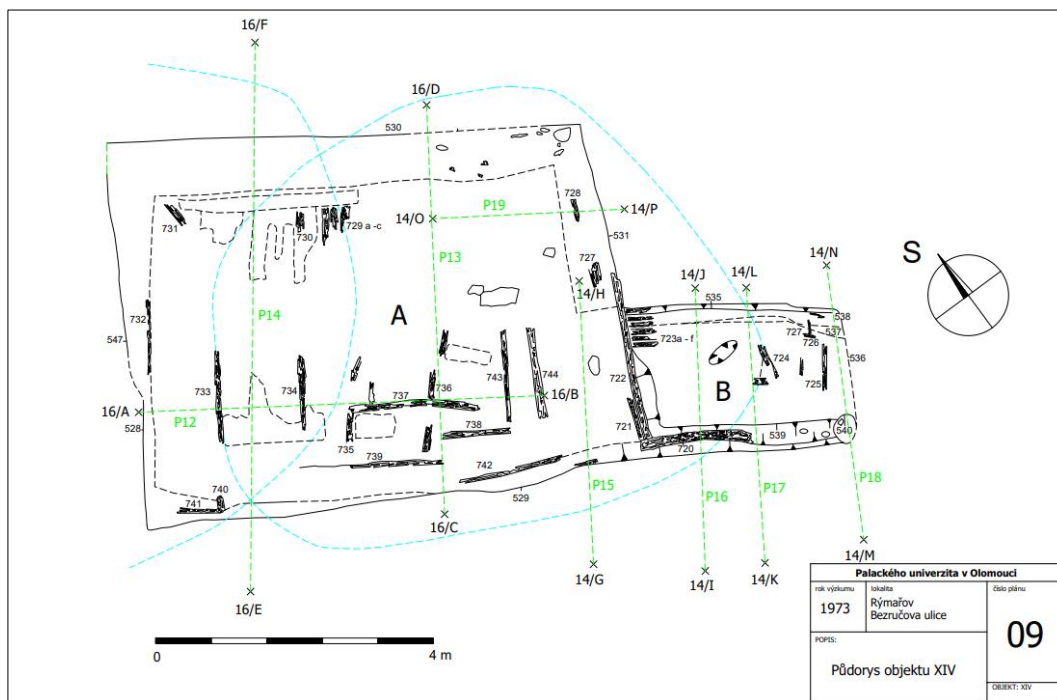 16/F
16/D
530
728
14/P
P19
14/O
731
730
729 a -c
531
P13
727
14/H
14/J
14/L
14/N
S
535
538
537
727
726
536
P14
A
732
547
723a - f
724
B
725
722
743
744
736
733
734
737
16/B
16/A
P12
528
735
738
721
720
539
540
739
742
740
741
529
P15
P16
P17
P18
16/C
14/G
14/I
14/K
14/M
16/E
0
4 m
Palackého univerzita v Olomouci
rok výzkumu
lokalita
číslo plánu
1973
Rýmařov
Bezručova ulice
09
POPIS:
Půdorys objektu XIV
OBJEKT: XIV